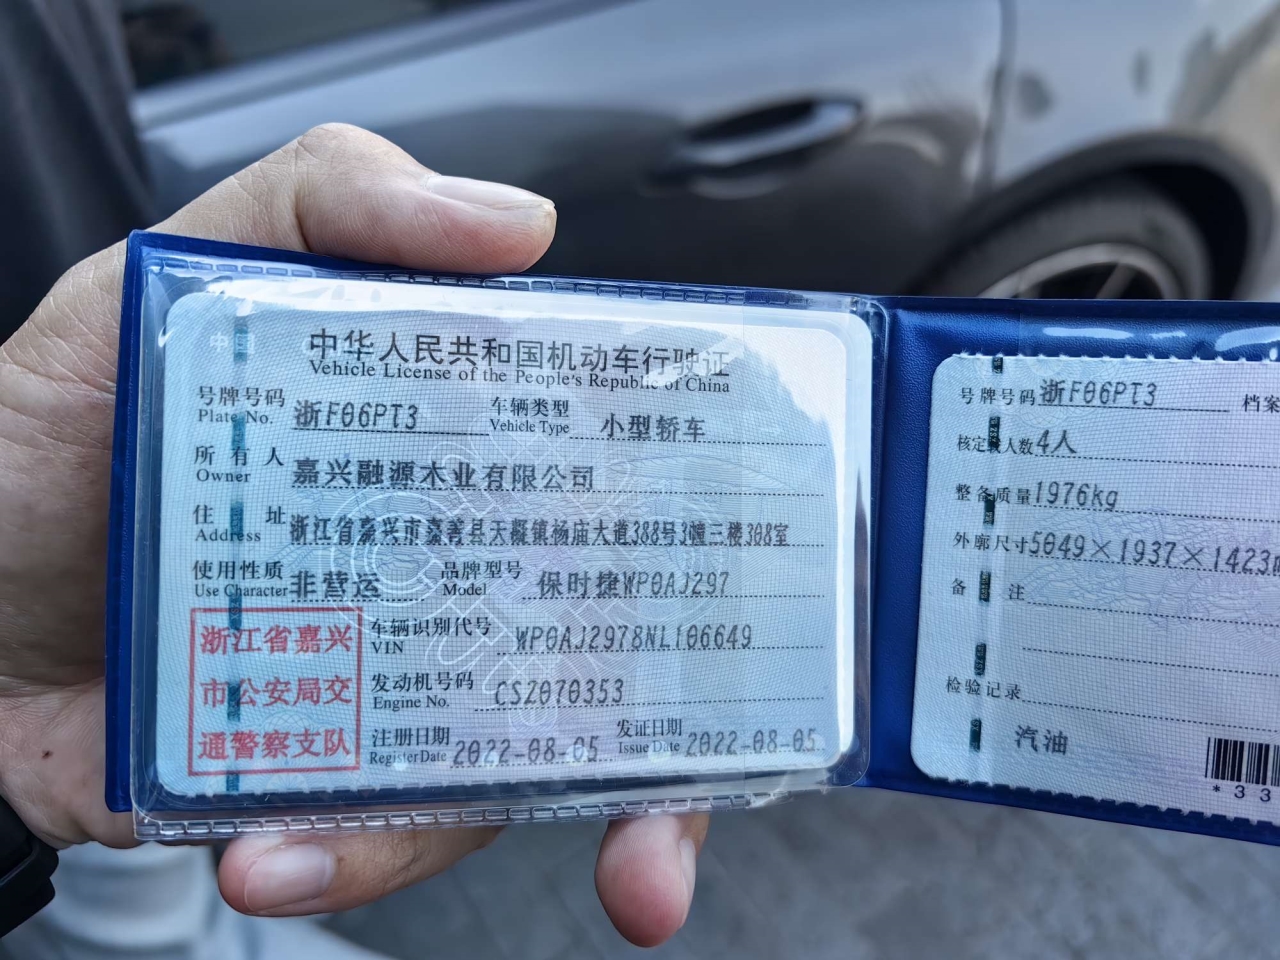 中华人民共和国机动车行驶证
Vehicle License of the People's Republic of China
号牌号码 浙F06PT3 车辆类型 小型轿车
Plate No. Vehicle Type
所有人 嘉兴融源木业有限公司
Owner
住址 浙江省嘉兴市嘉善县天凝镇杨庙大道388号3幢三楼308室
Address
使用性质 非营运 品牌型号 保时捷WP0AJ297
Use Character Model
浙江省嘉兴
市公安局交
通警察支队
车辆识别代号 WP0AJ2978NL106649
VIN
发动机号码 CSZ070353
Engine No.
注册日期 2022-08-05 发证日期 2022-08-05
Register Date Issue Date
号牌号码 浙F06PT3 档案
核定载人数 4人
整备质量 1976kg
外廓尺寸 5049×1937×1423
备注
检验记录
汽油
*33